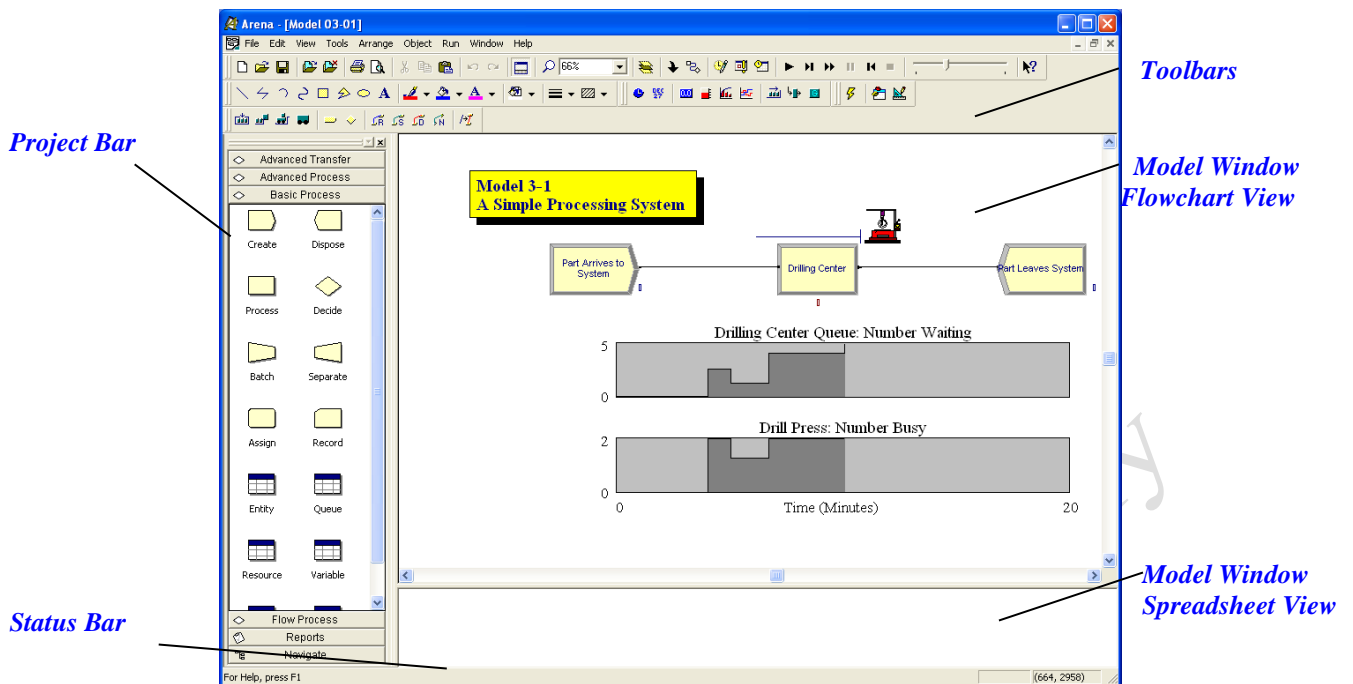 Arena - [Model 03-01]
File Edit View Tools Arrange Object Run Window Help
66%
Toolbars
Project Bar
Advanced Transfer
Advanced Process
Basic Process
Create Dispose
Process Decide
Batch Separate
Assign Record
Entity Queue
Resource Variable
Flow Process
Reports
Navigate
Model 3-1
A Simple Processing System
Part Arrives to
System
0
Drilling Center
0
Part Leaves System
0
Drilling Center Queue: Number Waiting
5
0
Drill Press: Number Busy
2
0
0 Time (Minutes) 20
Model Window
Flowchart View
Model Window
Spreadsheet View
Status Bar
For Help, press F1
(664, 2958)